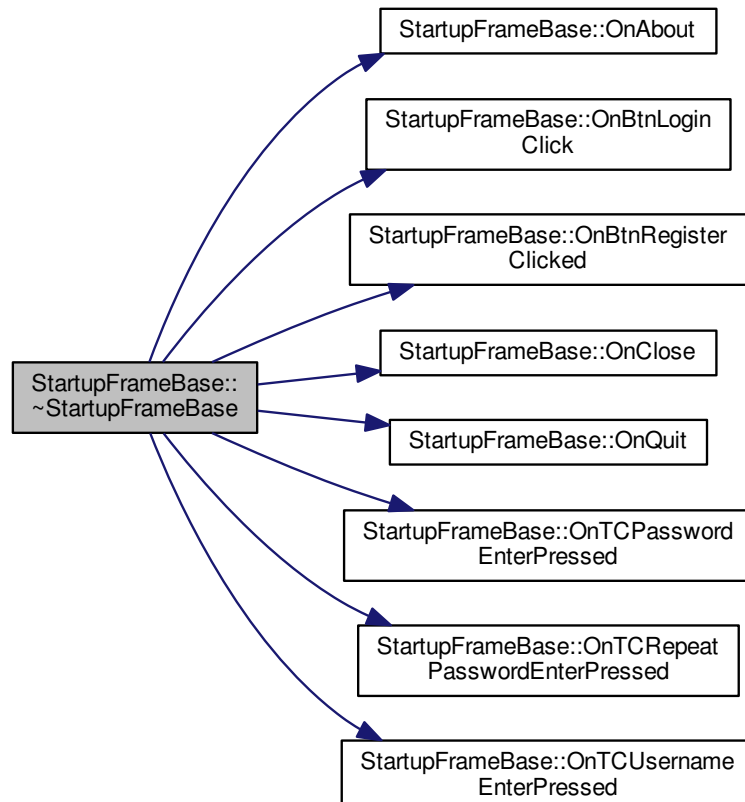 StartupFrameBase::OnAbout
StartupFrameBase::OnBtnLogin
Click
StartupFrameBase::OnBtnRegister
Clicked
StartupFrameBase::OnClose
StartupFrameBase::
~StartupFrameBase
StartupFrameBase::OnQuit
StartupFrameBase::OnTCPassword
EnterPressed
StartupFrameBase::OnTCRepeat
PasswordEnterPressed
StartupFrameBase::OnTCUsername
EnterPressed